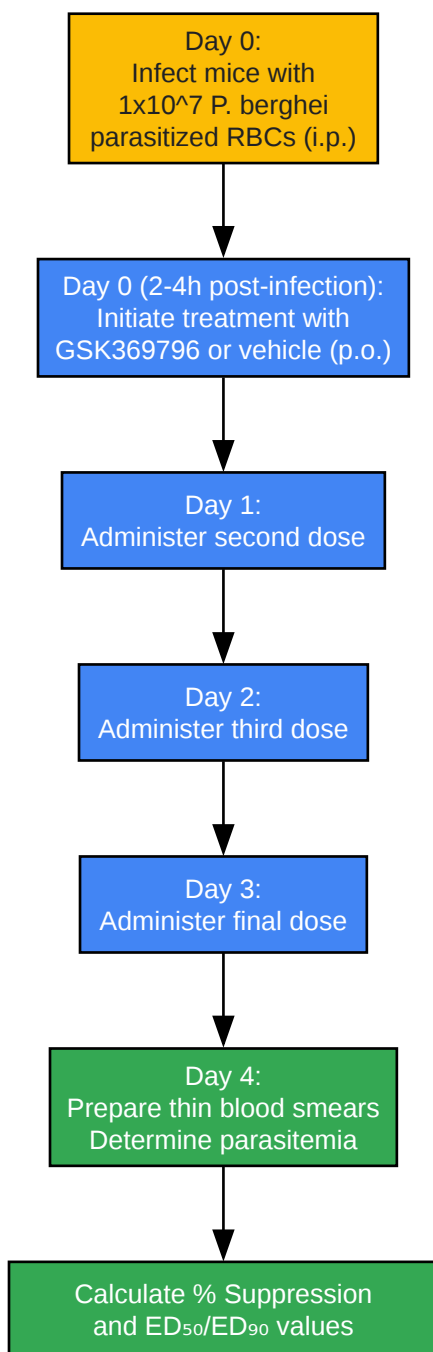 Day 0:
Infect mice with
1x10^7 P. berghei
parasitized RBCs (i.p.)
Day 0 (2-4h post-infection):
Initiate treatment with
GSK369796 or vehicle (p.o.)
Day 1:
Administer second dose
Day 2:
Administer third dose
Day 3:
Administer final dose
Day 4:
Prepare thin blood smears
Determine parasitemia
Calculate % Suppression
and ED₅₀/ED₉₀ values